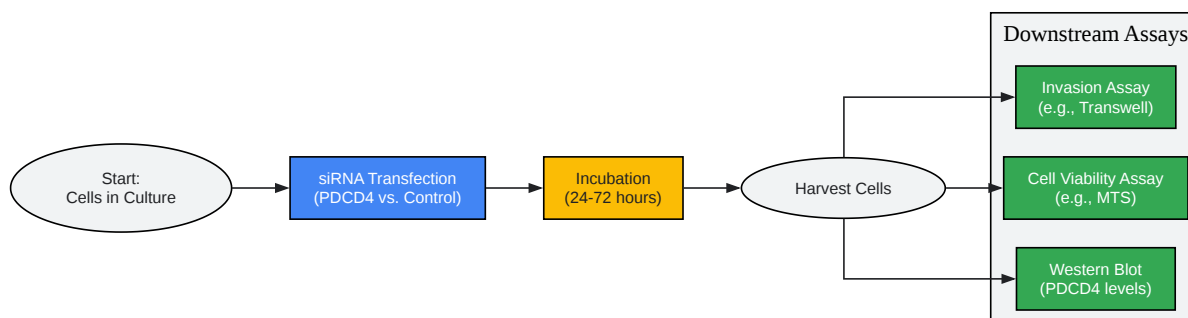 Start:
Cells in Culture
siRNA Transfection
(PDCD4 vs. Control)
Incubation
(24-72 hours)
Harvest Cells
Downstream Assays
Invasion Assay
(e.g., Transwell)
Cell Viability Assay
(e.g., MTS)
Western Blot
(PDCD4 levels)